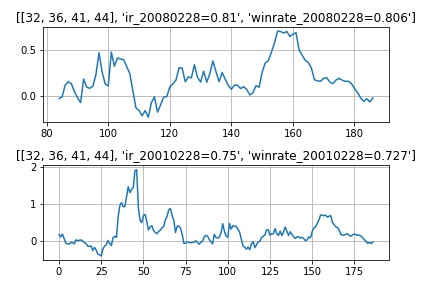 [[32, 36, 41, 44], 'ir_20080228=0.81', 'winrate_20080228=0.806']
0.5
0.0
80 100 120 140 160 180
[[32, 36, 41, 44], 'ir_20010228=0.75', 'winrate_20010228=0.727']
2
1
0
0 25 50 75 100 125 150 175